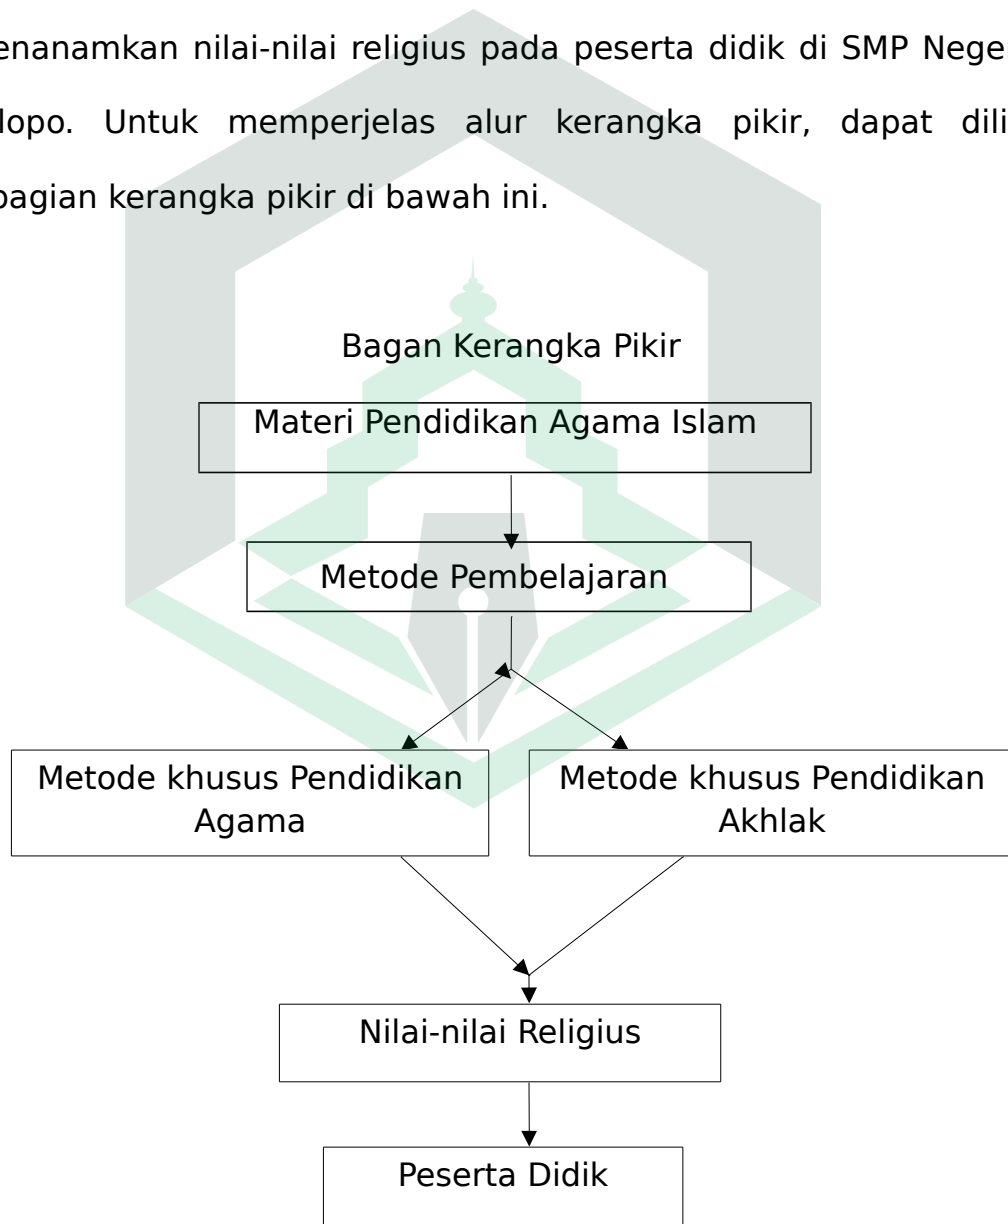 enanamkan nilai-nilai religius pada peserta didik di SMP Nege
lopo. Untuk memperjelas alur kerangka pikir, dapat dili
bagian kerangka pikir di bawah ini.
Bagan Kerangka Pikir
Materi Pendidikan Agama Islam
Metode Pembelajaran
Metode khusus Pendidikan
Agama
Metode khusus Pendidikan
Akhlak
Nilai-nilai Religius
Peserta Didik